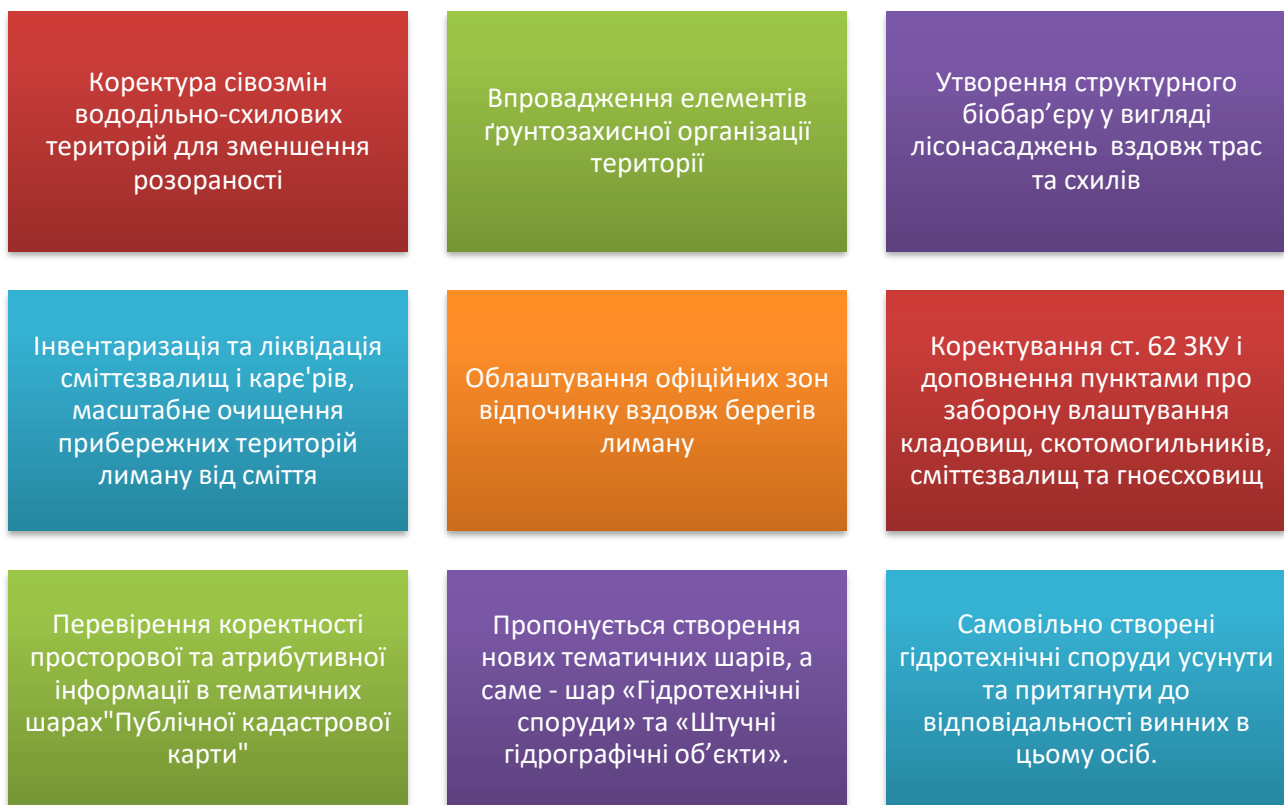 Коректура сівозмін
вододільно-схилових
територій для зменшення
розораності
Впровадження елементів
ґрунтозахисної організації
території
Утворення структурного
біобар’єру у вигляді
лісонасаджень вздовж трас
та схилів
Інвентаризація та ліквідація
сміттєзвалищ і карє'рів,
масштабне очищення
прибережних територій
лиману від сміття
Облаштування офіційних зон
відпочинку вздовж берегів
лиману
Коректування ст. 62 ЗКУ і
доповнення пунктами про
заборону влаштування
кладовищ, скотомогильників,
сміттєзвалищ та гноєсховищ
Перевірення коректності
просторової та атрибутивної
інформації в тематичних
шарах"Публічної кадастрової
карти"
Пропонується створення
нових тематичних шарів, а
саме - шар «Гідротехнічні
споруди» та «Штучні
гідрографічні об’єкти».
Самовільно створені
гідротехнічні споруди усунути
та притягнути до
відповідальності винних в
цьому осіб.